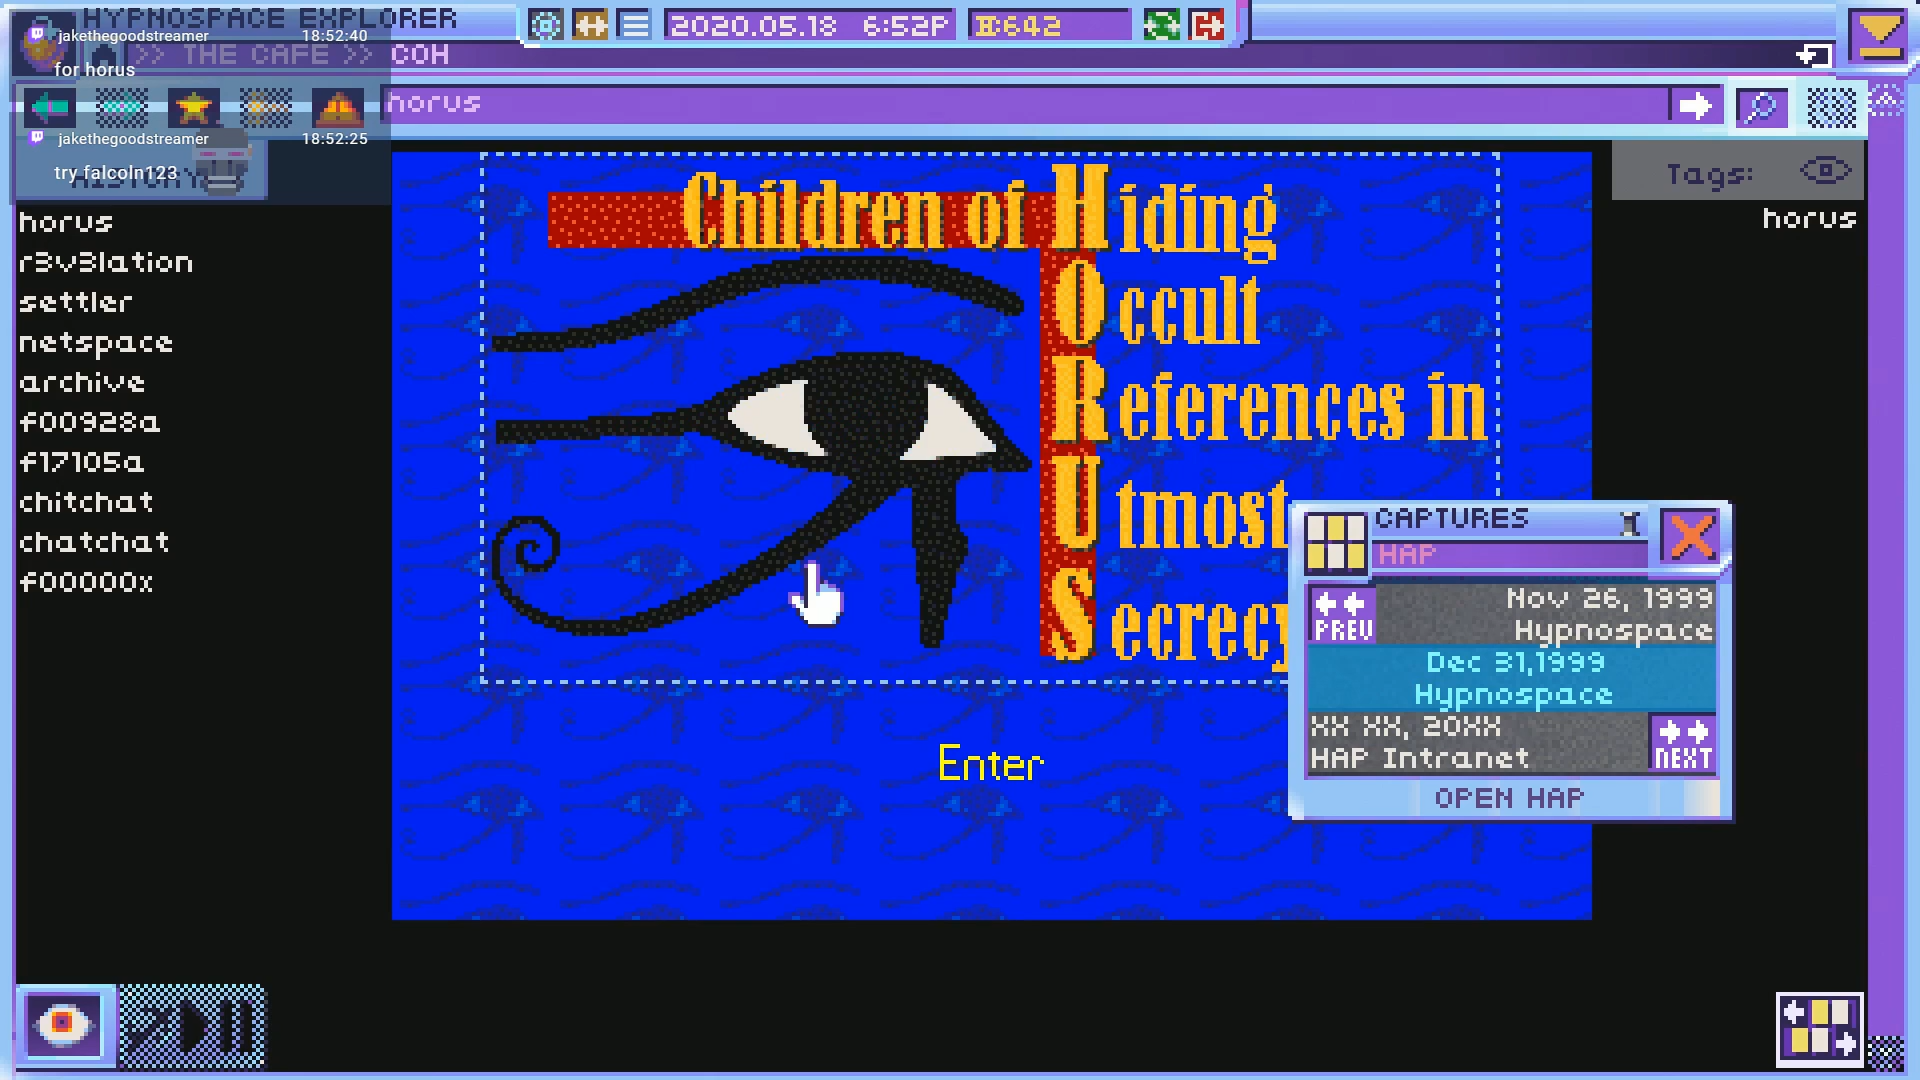 HYPNOSPACE EXPLORER
2020.05.18 6:52P
642
jakethegoodstreamer 18:52:40
for horus
>> THE CAFE >> COH
horus
jakethegoodstreamer 18:52:25
try falcoln123
HISTORY
Tags:
horus
horus
r3v3lation
settler
netspace
archive
f00928a
f17105a
chitchat
chatchat
f00000x
Children of Hiding
Occult
References in
Utmost
Secrecy
Enter
CAPTURES
HAP
PREV
Nov 26, 1999
Hypnospace
Dec 31,1999
Hypnospace
XX XX, 20XX
HAP Intranet
NEXT
OPEN HAP